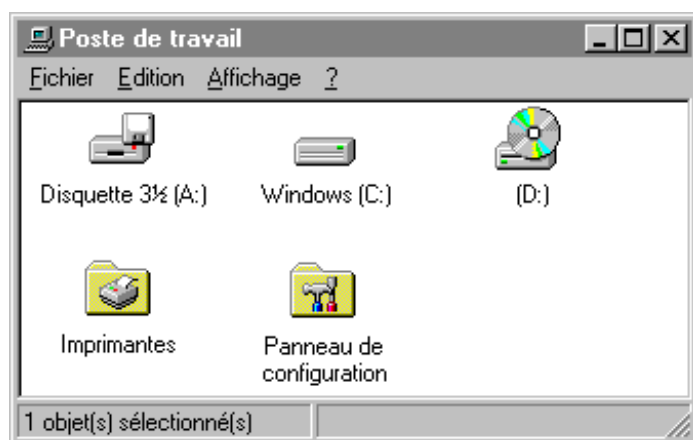 Poste de travail
Fichier Edition Affichage ?
Disquette 3½ (A:) Windows (C:) (D:)
Imprimantes Panneau de
configuration
1 objet(s) sélectionné(s)